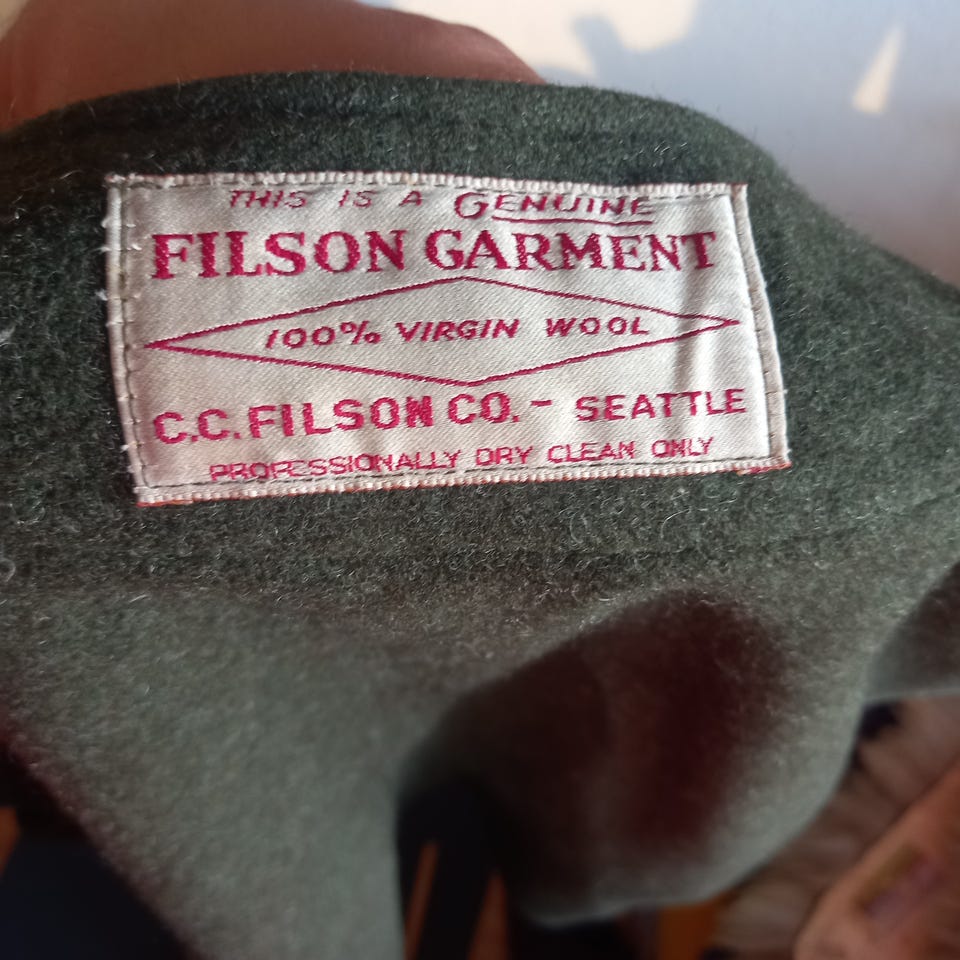 THIS IS A GENUINE
FILSON GARMENT
100% VIRGIN WOOL
C.C. FILSON CO. - SEATTLE
PROFESSIONALLY DRY CLEAN ONLY